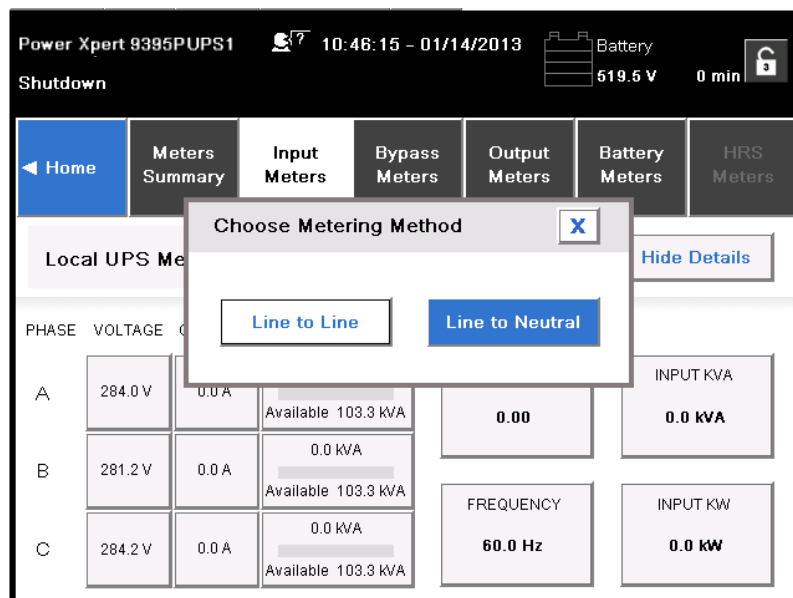 Power Xpert 9395PUPS1 ? 10:46:15 - 01/14/2013 Battery
Shutdown 519.5 V 0 min 3
Home Meters Summary Input Meters Bypass Meters Output Meters Battery Meters HRS Meters
Choose Metering Method X
Local UPS Me Hide Details
Line to Line Line to Neutral
PHASE VOLTAGE
INPUT KVA
A 284.0 V 0.0 A Available 103.3 kVA 0.00 0.0 kVA
B 281.2 V 0.0 A 0.0 kVA Available 103.3 kVA
FREQUENCY INPUT KW
C 284.2 V 0.0 A 0.0 kVA Available 103.3 kVA 60.0 Hz 0.0 kW